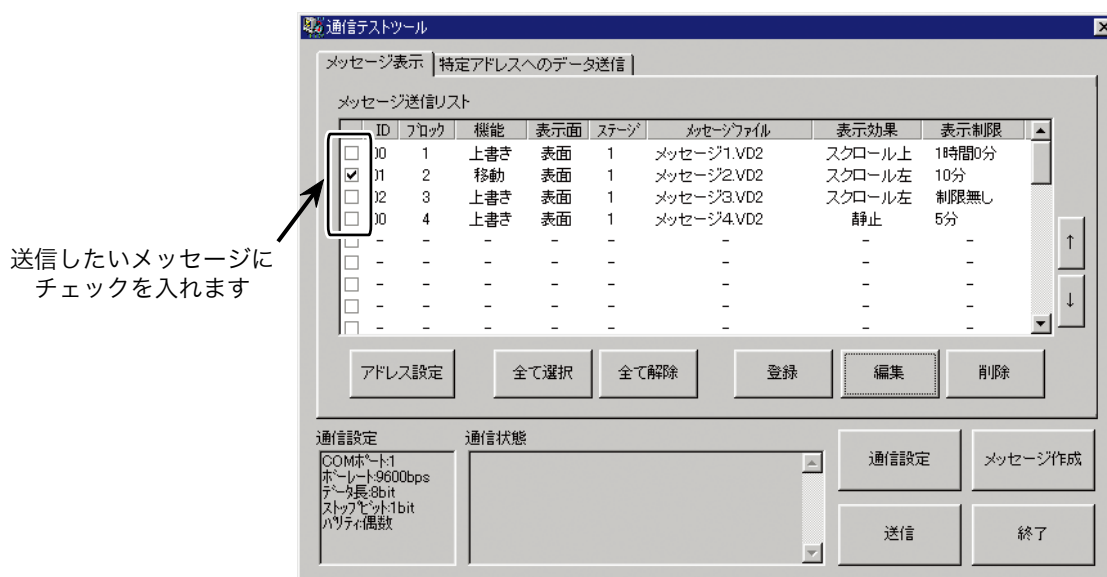 通信テストツール
メッセージ表示 特定アドレスへのデータ送信
メッセージ送信リスト
ID ブロック 機能 表示面 ステージ メッセージファイル 表示効果 表示制限
00 1 上書き 表面 1 メッセージ1.VD2 スクロール上 1時間0分
01 2 移動 表面 1 メッセージ2.VD2 スクロール左 10分
02 3 上書き 表面 1 メッセージ3.VD2 スクロール左 制限無し
00 4 上書き 表面 1 メッセージ4.VD2 静止 5分
- - - - - - - -
- - - - - - - -
- - - - - - - -
- - - - - - - -
- - - - - - - -
↑
↓
送信したいメッセージに
チェックを入れます
アドレス設定 全て選択 全て解除 登録 編集 削除
通信設定 通信状態
COMポート:1
ボーレート:9600bps
データ長:8bit
ストップビット:1bit
パリティ:偶数
通信設定 メッセージ作成
送信 終了